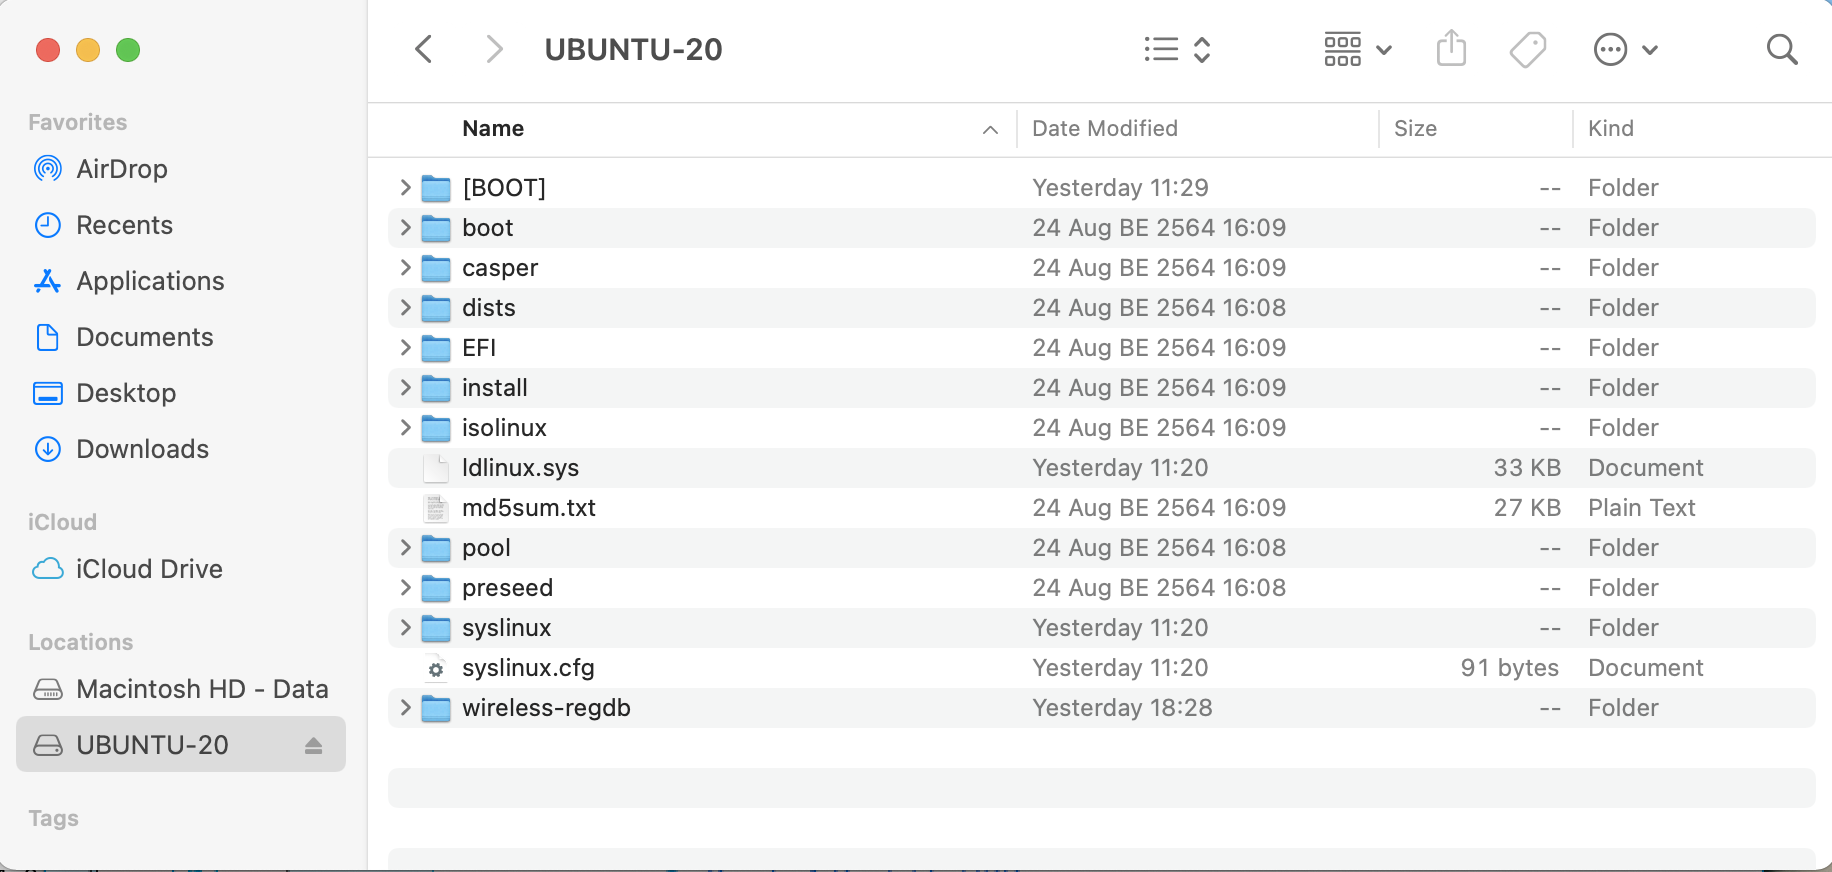 UBUNTU-20
Favorites
AirDrop
Recents
Applications
Documents
Desktop
Downloads
iCloud
iCloud Drive
Locations
Macintosh HD - Data
UBUNTU-20
Tags
Name Date Modified Size Kind
[BOOT] Yesterday 11:29 -- Folder
boot 24 Aug BE 2564 16:09 -- Folder
casper 24 Aug BE 2564 16:09 -- Folder
dists 24 Aug BE 2564 16:08 -- Folder
EFI 24 Aug BE 2564 16:09 -- Folder
install 24 Aug BE 2564 16:09 -- Folder
isolinux 24 Aug BE 2564 16:09 -- Folder
ldlinux.sys Yesterday 11:20 33 KB Document
md5sum.txt 24 Aug BE 2564 16:09 27 KB Plain Text
pool 24 Aug BE 2564 16:08 -- Folder
preseed 24 Aug BE 2564 16:08 -- Folder
syslinux Yesterday 11:20 -- Folder
syslinux.cfg Yesterday 11:20 91 bytes Document
wireless-regdb Yesterday 18:28 -- Folder